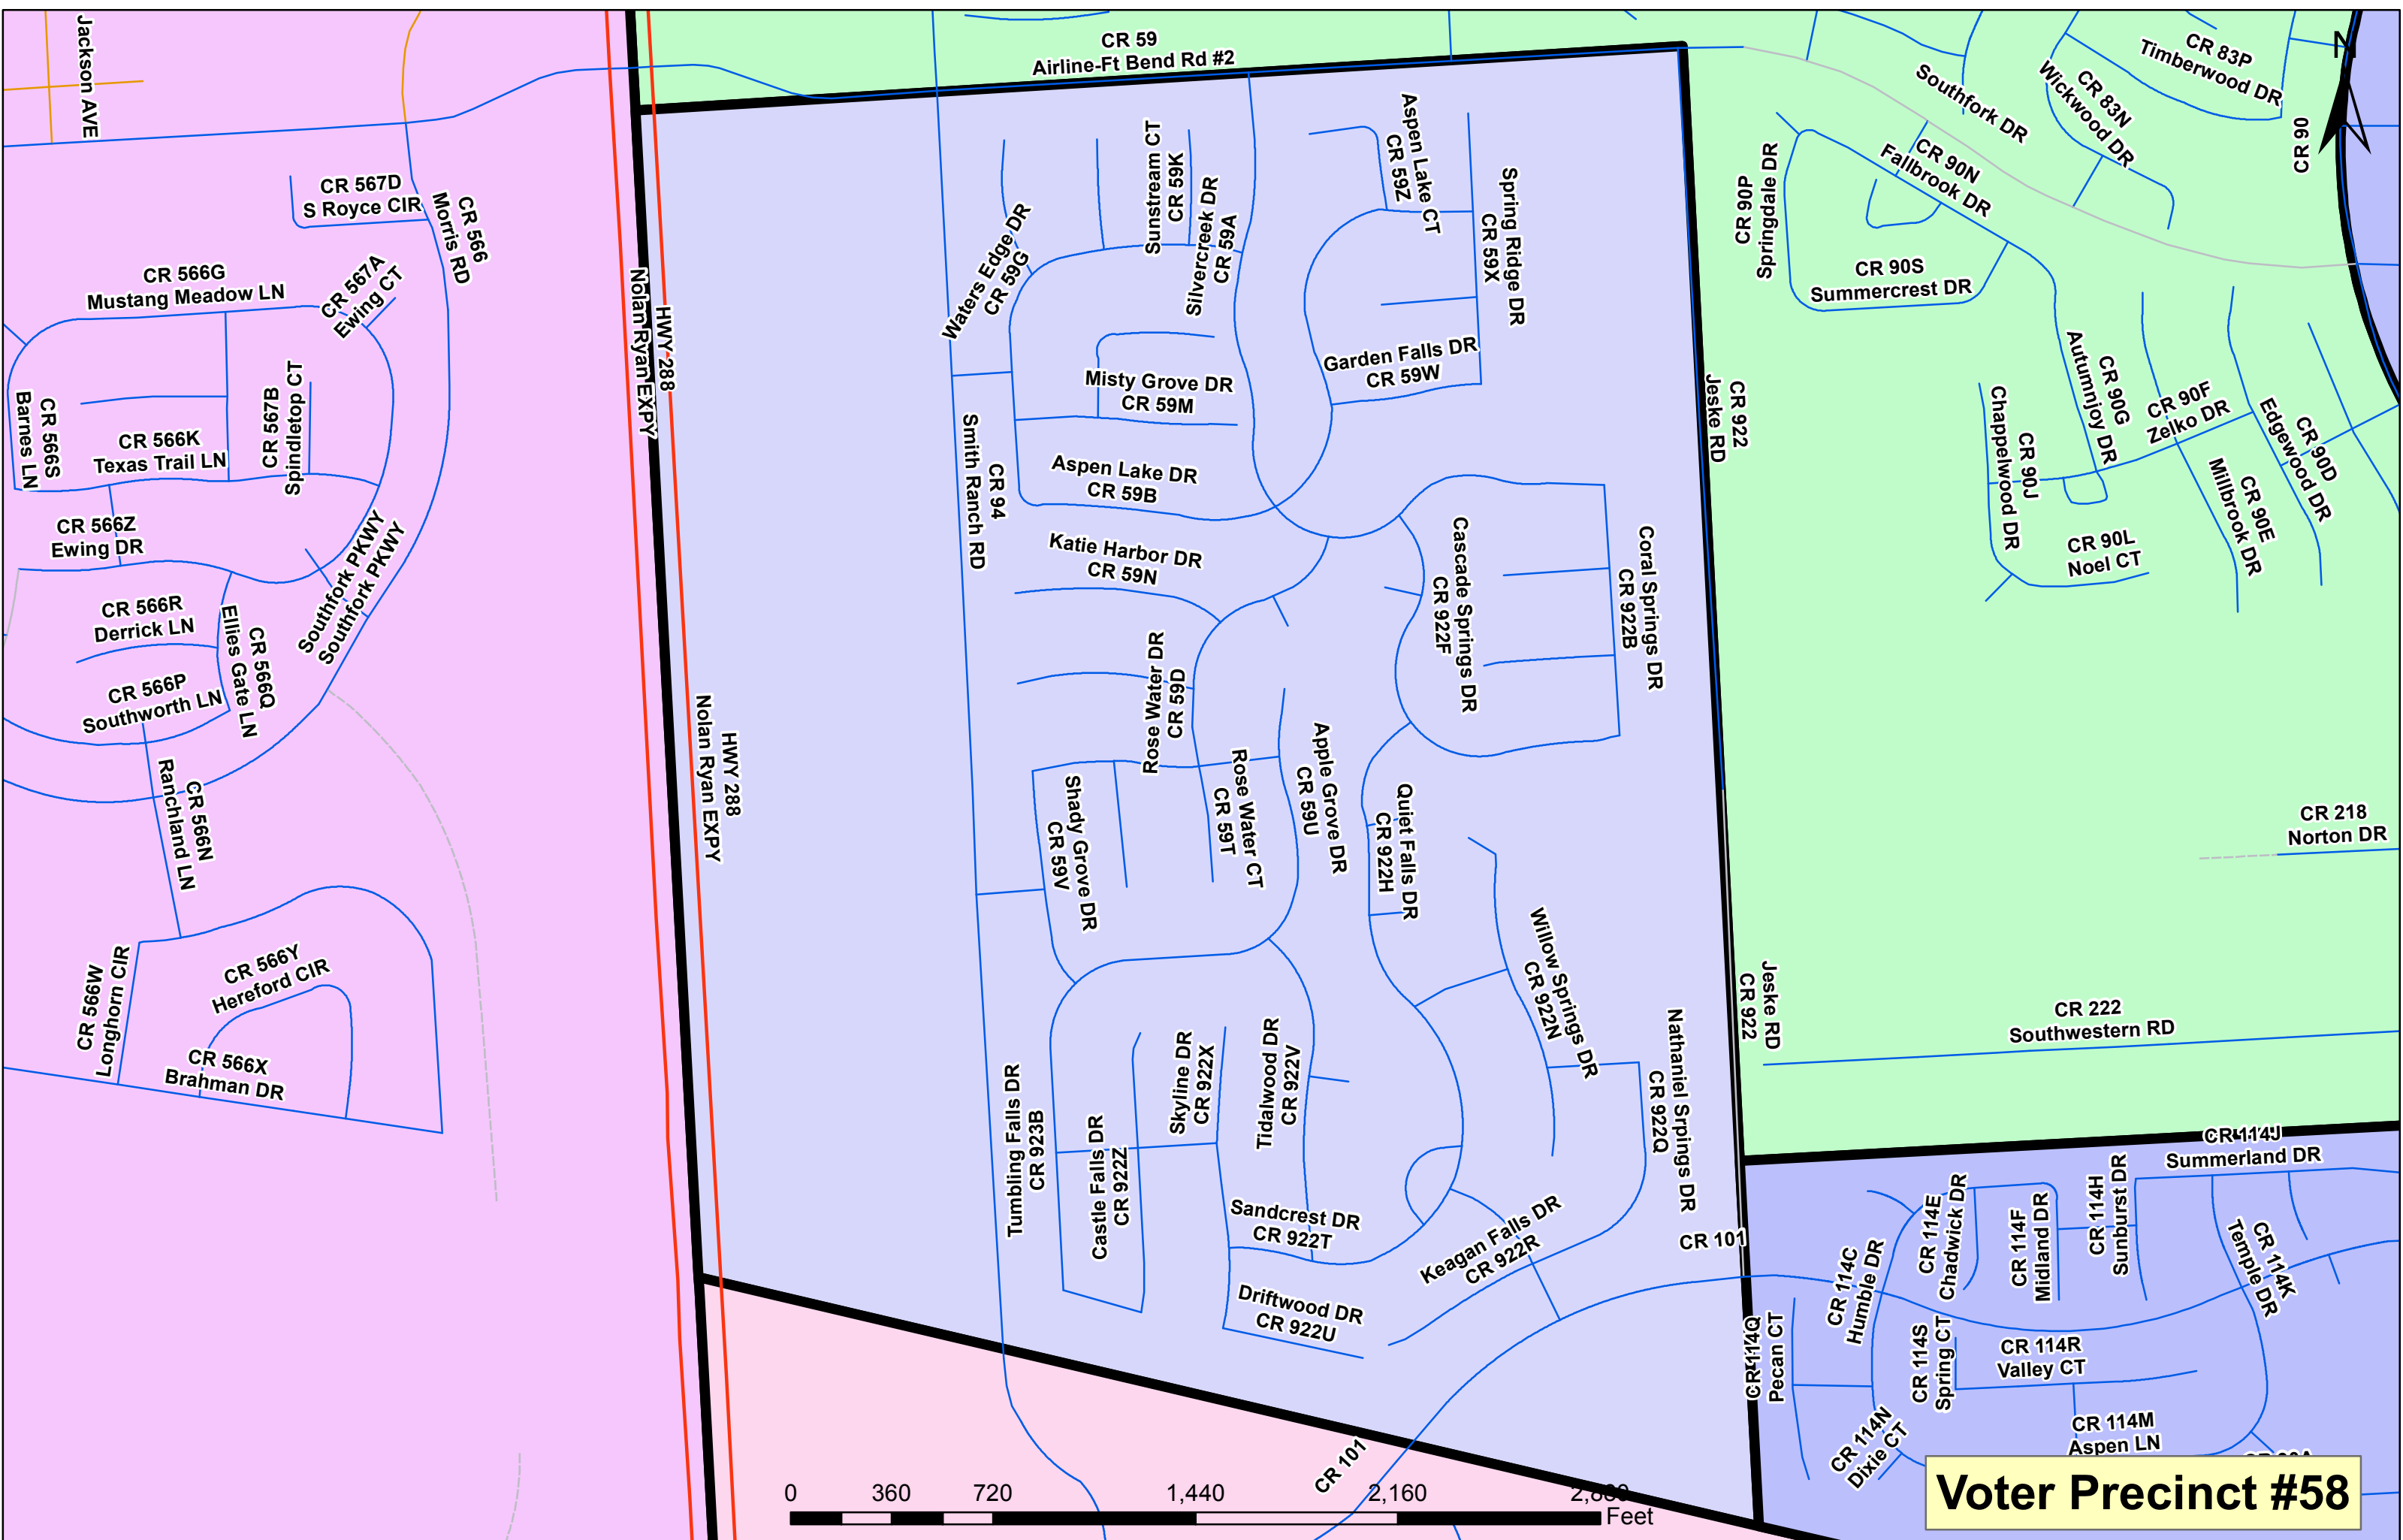 Jackson AVE
CR 59
Airline-Ft Bend Rd #2
CR 83P
Timberwood DR
N
Southfork DR
CR 83N
Wickwood DR
CR 90
CR 567D
S Royce CIR
CR 566
Morris RD
Waters Edge DR
CR 59G
Sunstream CT
CR 59K
Silvercreek DR
CR 59A
Aspen Lake CT
CR 59Z
Spring Ridge DR
CR 59X
CR 90P
Springdale DR
CR 90N
Fallbrook DR
CR 90S
Summercrest DR
CR 566G
Mustang Meadow LN
CR 567A
Ewing CT
Nolan Ryan EXPY
HWY 288
Misty Grove DR
CR 59M
Garden Falls DR
CR 59W
CR 922
Jeske RD
CR 90G
Autumnjoy DR
CR 90F
Zelko DR
CR 90D
Edgewood DR
CR 90J
Chappelwood DR
CR 90E
Millbrook DR
CR 90L
Noel CT
CR 566S
Barnes LN
CR 566K
Texas Trail LN
CR 567B
Spindletop CT
CR 566Z
Ewing DR
Southfork PKWY
Southfork PKWY
CR 94
Smith Ranch RD
Aspen Lake DR
CR 59B
Katie Harbor DR
CR 59N
Cascade Springs DR
CR 922F
Coral Springs DR
CR 922B
CR 566R
Derrick LN
CR 566Q
Ellies Gate LN
CR 566P
Southworth LN
CR 566N
Ranchland LN
HWY 288
Nolan Ryan EXPY
Rose Water DR
CR 59D
Rose Water CT
CR 59T
Apple Grove DR
CR 59U
Shady Grove DR
CR 59V
Quiet Falls DR
CR 922H
CR 218
Norton DR
CR 566W
Longhorn CIR
CR 566Y
Hereford CIR
CR 566X
Brahman DR
Willow Springs DR
CR 922N
Jeske RD
CR 922
CR 222
Southwestern RD
Tumbling Falls DR
CR 923B
Castle Falls DR
CR 922Z
Skyline DR
CR 922X
Tidalwood DR
CR 922V
Nathaniel Srpings DR
CR 922Q
Sandcrest DR
CR 922T
Driftwood DR
CR 922U
Keagan Falls DR
CR 922R
CR 101
CR 114J
Summerland DR
CR 114C
Humble DR
CR 114E
Chadwick DR
CR 114F
Midland DR
CR 114H
Sunburst DR
CR 114K
Temple DR
CR 114Q
Pecan CT
CR 114S
Spring CT
CR 114R
Valley CT
CR 114N
Dixie CT
CR 114M
Aspen LN
CR 101
0 360 720 1,440 2,160 2,880
Feet
Voter Precinct #58